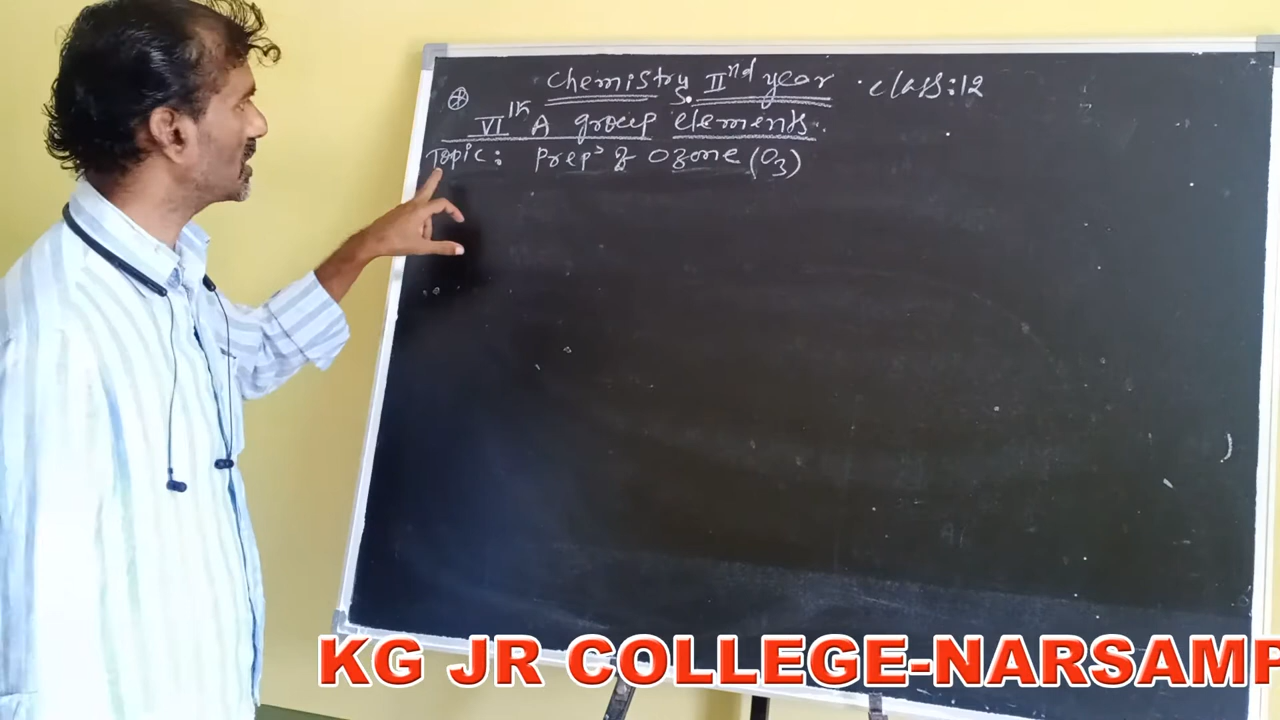 Chemistry IInd year . class:12
VIth A group elements.
Topic: Prepn of Ozone (O3)
KG JR COLLEGE-NARSAMP